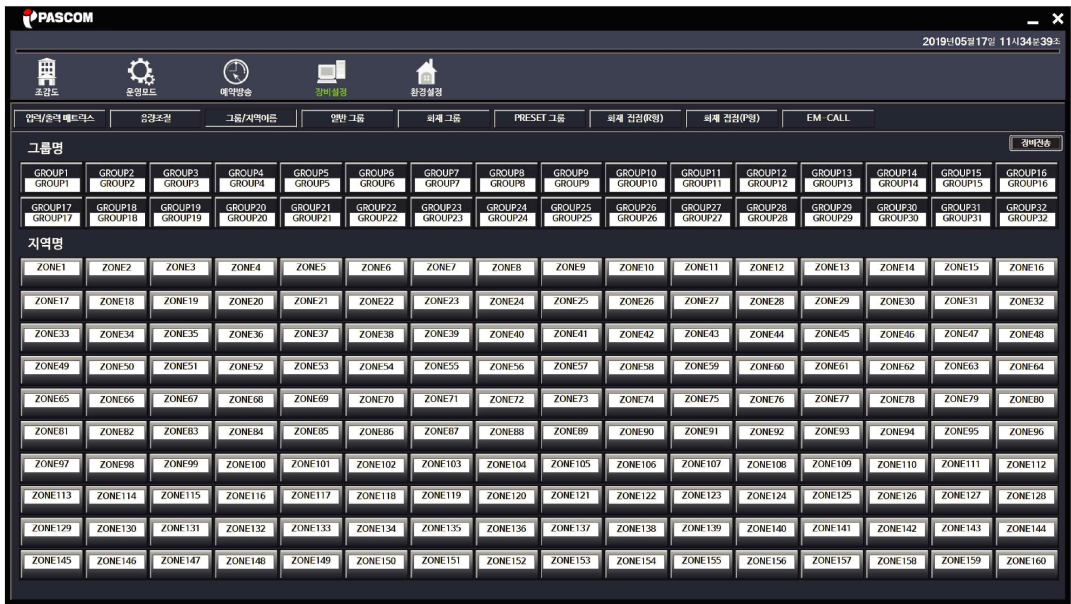 PASCOM
2019년05월17일 11시34분39초
조감도 운영모드 예약방송 장비설정 환경설정
입력/출력 매트릭스 음량조절 그룹/지역이름 일반 그룹 화재 그룹 PRESET 그룹 화재 접점(R형) 화재 접점(P형) EM-CALL
그룹명 장비전송
GROUP1 GROUP2 GROUP3 GROUP4 GROUP5 GROUP6 GROUP7 GROUP8 GROUP9 GROUP10 GROUP11 GROUP12 GROUP13 GROUP14 GROUP15 GROUP16
GROUP1 GROUP2 GROUP3 GROUP4 GROUP5 GROUP6 GROUP7 GROUP8 GROUP9 GROUP10 GROUP11 GROUP12 GROUP13 GROUP14 GROUP15 GROUP16
GROUP17 GROUP18 GROUP19 GROUP20 GROUP21 GROUP22 GROUP23 GROUP24 GROUP25 GROUP26 GROUP27 GROUP28 GROUP29 GROUP30 GROUP31 GROUP32
GROUP17 GROUP18 GROUP19 GROUP20 GROUP21 GROUP22 GROUP23 GROUP24 GROUP25 GROUP26 GROUP27 GROUP28 GROUP29 GROUP30 GROUP31 GROUP32
지역명
ZONE1 ZONE2 ZONE3 ZONE4 ZONE5 ZONE6 ZONE7 ZONE8 ZONE9 ZONE10 ZONE11 ZONE12 ZONE13 ZONE14 ZONE15 ZONE16
ZONE17 ZONE18 ZONE19 ZONE20 ZONE21 ZONE22 ZONE23 ZONE24 ZONE25 ZONE26 ZONE27 ZONE28 ZONE29 ZONE30 ZONE31 ZONE32
ZONE33 ZONE34 ZONE35 ZONE36 ZONE37 ZONE38 ZONE39 ZONE40 ZONE41 ZONE42 ZONE43 ZONE44 ZONE45 ZONE46 ZONE47 ZONE48
ZONE49 ZONE50 ZONE51 ZONE52 ZONE53 ZONE54 ZONE55 ZONE56 ZONE57 ZONE58 ZONE59 ZONE60 ZONE61 ZONE62 ZONE63 ZONE64
ZONE65 ZONE66 ZONE67 ZONE68 ZONE69 ZONE70 ZONE71 ZONE72 ZONE73 ZONE74 ZONE75 ZONE76 ZONE77 ZONE78 ZONE79 ZONE80
ZONE81 ZONE82 ZONE83 ZONE84 ZONE85 ZONE86 ZONE87 ZONE88 ZONE89 ZONE90 ZONE91 ZONE92 ZONE93 ZONE94 ZONE95 ZONE96
ZONE97 ZONE98 ZONE99 ZONE100 ZONE101 ZONE102 ZONE103 ZONE104 ZONE105 ZONE106 ZONE107 ZONE108 ZONE109 ZONE110 ZONE111 ZONE112
ZONE113 ZONE114 ZONE115 ZONE116 ZONE117 ZONE118 ZONE119 ZONE120 ZONE121 ZONE122 ZONE123 ZONE124 ZONE125 ZONE126 ZONE127 ZONE128
ZONE129 ZONE130 ZONE131 ZONE132 ZONE133 ZONE134 ZONE135 ZONE136 ZONE137 ZONE138 ZONE139 ZONE140 ZONE141 ZONE142 ZONE143 ZONE144
ZONE145 ZONE146 ZONE147 ZONE148 ZONE149 ZONE150 ZONE151 ZONE152 ZONE153 ZONE154 ZONE155 ZONE156 ZONE157 ZONE158 ZONE159 ZONE160